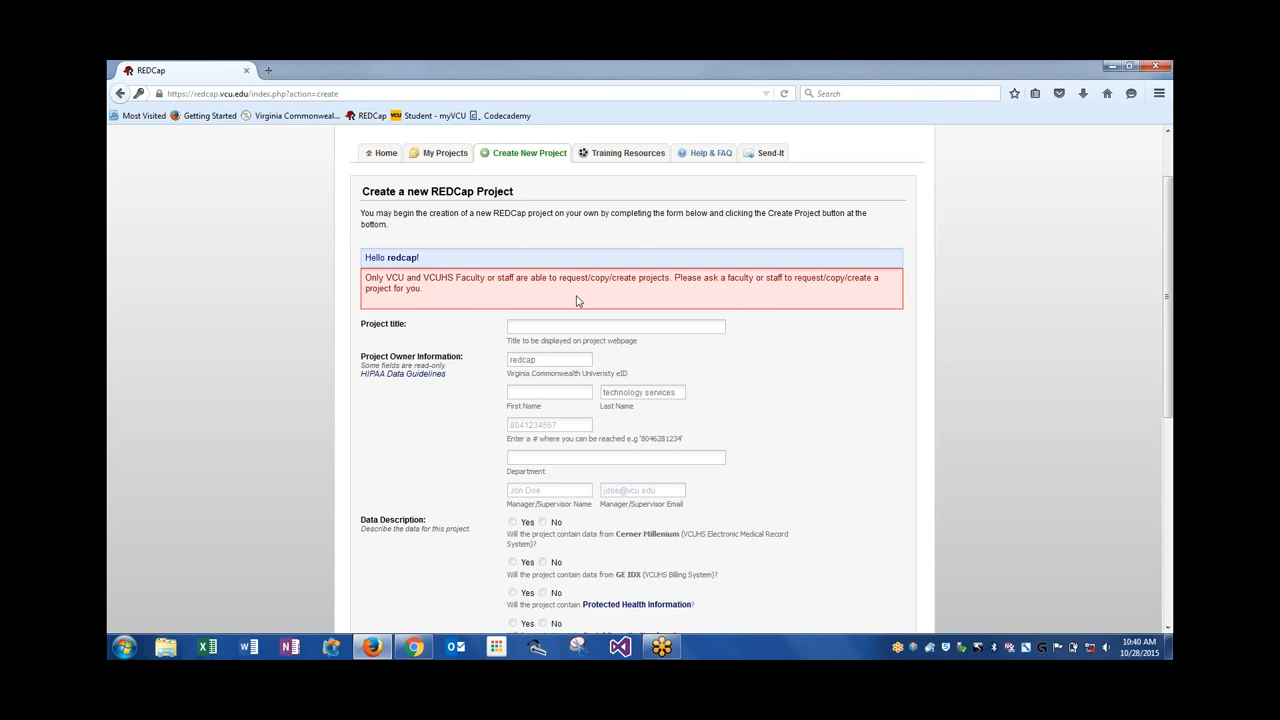 REDCap
https://redcap.vcu.edu/index.php?action=create
Search
Most Visited Getting Started Virginia Commonweal... REDCap Student - myVCU Codecademy
Home My Projects Create New Project Training Resources Help & FAQ Send-It
Create a new REDCap Project
You may begin the creation of a new REDCap project on your own by completing the form below and clicking the Create Project button at the
bottom.
Hello redcap!
Only VCU and VCUHS Faculty or staff are able to request/copy/create projects. Please ask a faculty or staff to request/copy/create a
project for you.
Project title:
Title to be displayed on project webpage
Project Owner Information:
Some fields are read-only.
HIPAA Data Guidelines
redcap
Virginia Commonwealth Univeristy eID
technology services
First Name Last Name
8041234567
Enter a # where you can be reached e.g '8046281234'
Department
Jon Doe jdoe@vcu.edu
Manager/Supervisor Name Manager/Supervisor Email
Data Description:
Describe the data for this project.
Yes No
Will the project contain data from Cerner Millenium (VCUHS Electronic Medical Record
System)?
Yes No
Will the project contain data from GE IDX (VCUHS Billing System)?
Yes No
Will the project contain Protected Health Information?
Yes No
10:40 AM
10/28/2015